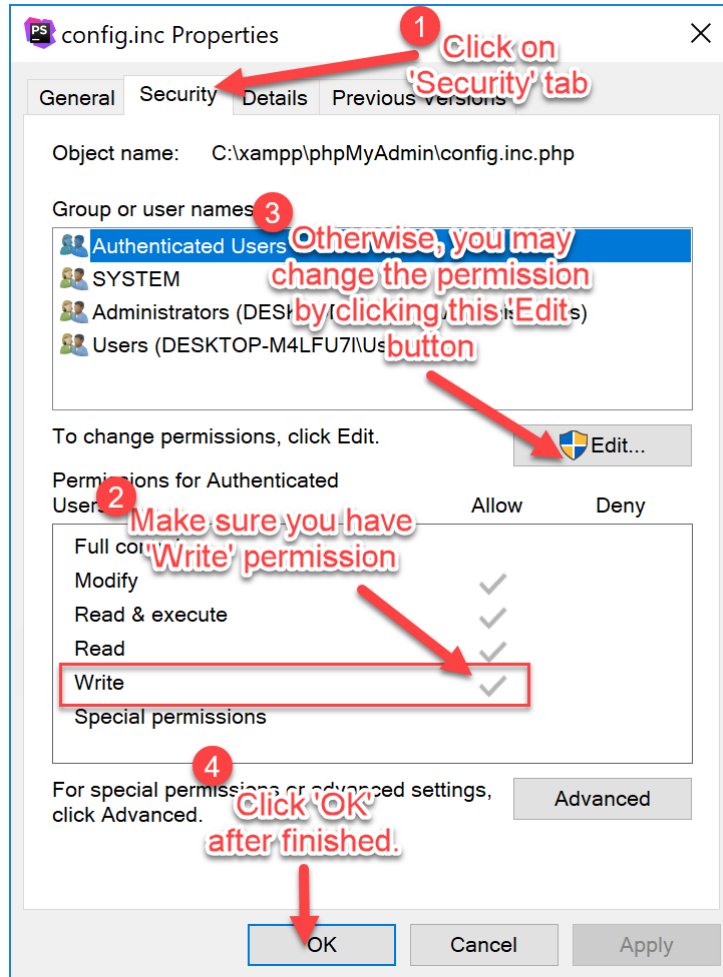 PS
config.inc Properties
1
Click on
'Security' tab
General Security Details Previous Versions
Object name: C:\xampp\phpMyAdmin\config.inc.php
Group or user names
3
Authenticated Users
Otherwise, you may
SYSTEM
change the permission
Administrators
by clicking this 'Edit'
Users (DESKTOP-M4LFU7I\
button
To change permissions, click Edit.
Edit...
Permissions for Authenticated
Users
Allow Deny
2
Make sure you have
'Write' permission
Full
Modify
Read & execute
Read
Write
Special permissions
4
For special permissions or advanced settings,
click Advanced.
Advanced
Click 'OK'
after finished.
OK Cancel Apply